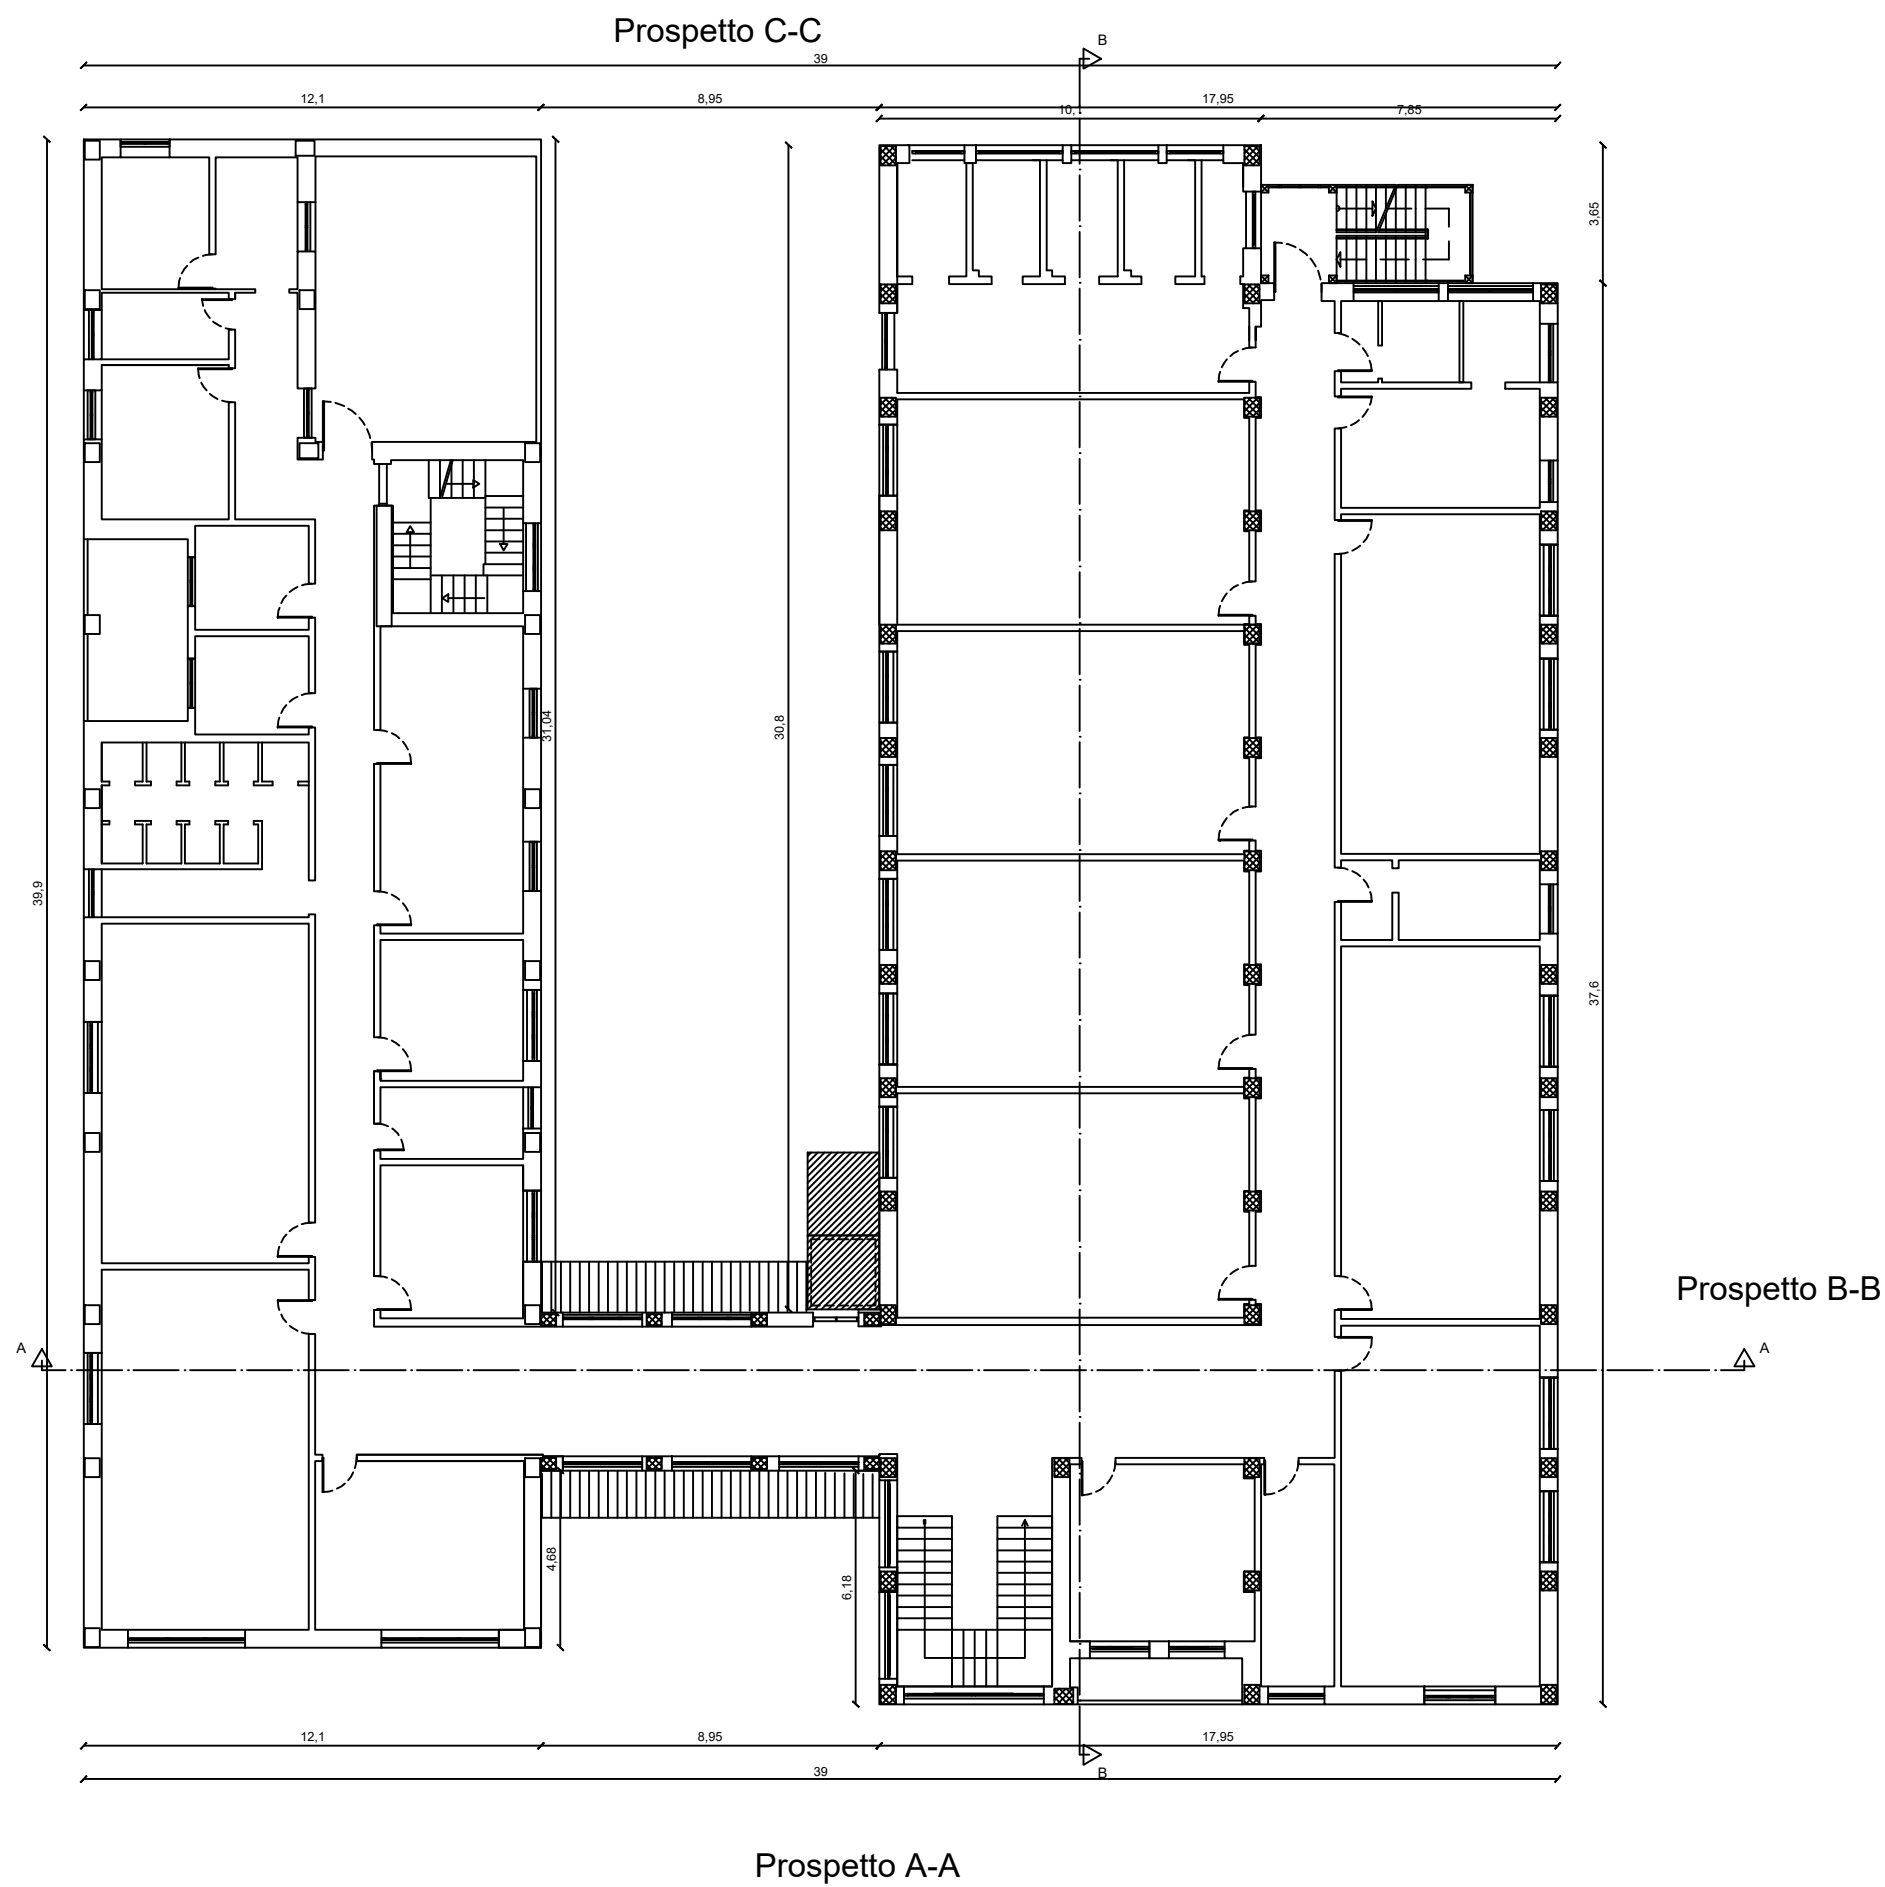 Prospetto C-C
B
39
12,1
8,95
17,95
10,
7,85
3,65
31,04
30,8
39,9
37,6
Prospetto B-B
A
A
4,68
6,18
12,1
8,95
17,95
B
39
Prospetto A-A